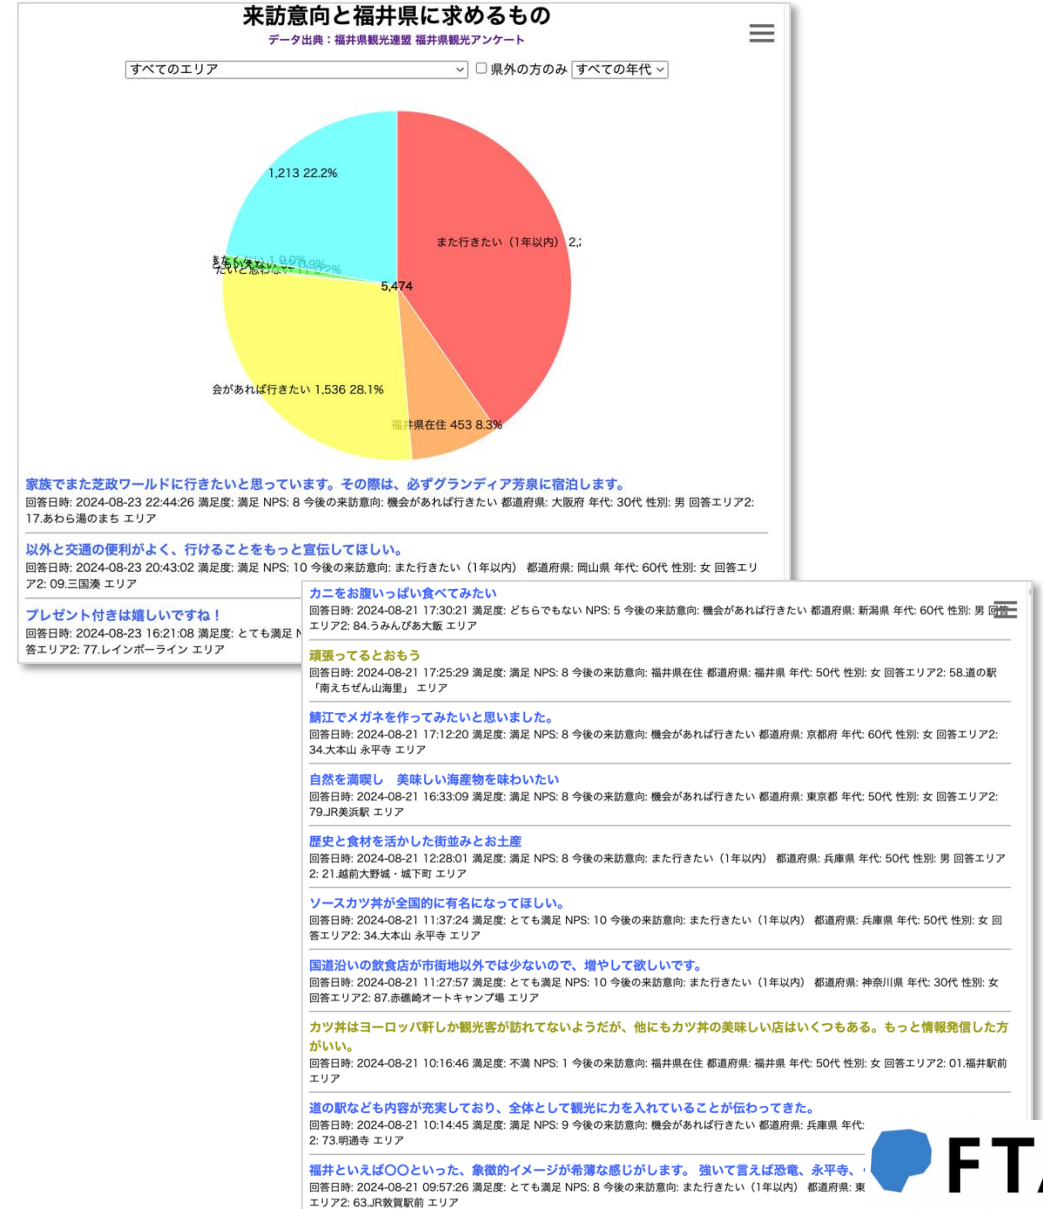 来訪意向と福井県に求めるもの
データ出典：福井県観光連盟 福井県観光アンケート
すべてのエリア 県外の方のみ すべての年代
1,213 22.2%
また行きたい（1年以内） 2,
5,474
会があれば行きたい 1,536 28.1%
福井県在住 453 8.3%
家族でまた芝政ワールドに行きたいと思っています。その際は、必ずグランディア芳泉に宿泊します。
回答日時: 2024-08-23 22:44:26 満足度: 満足 NPS: 8 今後の来訪意向: 機会があれば行きたい 都道府県: 大阪府 年代: 30代 性別: 男 回答エリア2:
17.あわら湯のまち エリア
以外と交通の便利がよく、行けることをもっと宣伝してほしい。
回答日時: 2024-08-23 20:43:02 満足度: 満足 NPS: 10 今後の来訪意向: また行きたい（1年以内） 都道府県: 岡山県 年代: 60代 性別: 女 回答エリ
ア2: 09.三国湊 エリア
プレゼント付きは嬉しいですね！
回答日時: 2024-08-23 16:21:08 満足度: とても満足
答エリア2: 77.レインボーライン エリア
カニをお腹いっぱい食べてみたい
回答日時: 2024-08-21 17:30:21 満足度: どちらでもない NPS: 5 今後の来訪意向: 機会があれば行きたい 都道府県: 新潟県 年代: 60代 性別: 男 回答
エリア2: 84.うみんぴあ大飯 エリア
頑張ってるとおもう
回答日時: 2024-08-21 17:25:29 満足度: 満足 NPS: 8 今後の来訪意向: 福井県在住 都道府県: 福井県 年代: 50代 性別: 女 回答エリア2: 58.道の駅
「南えちぜん山海里」 エリア
鯖江でメガネを作ってみたいと思いました。
回答日時: 2024-08-21 17:12:20 満足度: 満足 NPS: 8 今後の来訪意向: 機会があれば行きたい 都道府県: 京都府 年代: 60代 性別: 女 回答エリア2:
34.大本山 永平寺 エリア
自然を満喫し　美味しい海産物を味わいたい
回答日時: 2024-08-21 16:33:09 満足度: 満足 NPS: 8 今後の来訪意向: 機会があれば行きたい 都道府県: 東京都 年代: 50代 性別: 女 回答エリア2:
79.JR美浜駅 エリア
歴史と食材を活かした街並みとお土産
回答日時: 2024-08-21 12:28:01 満足度: 満足 NPS: 8 今後の来訪意向: また行きたい（1年以内） 都道府県: 兵庫県 年代: 50代 性別: 男 回答エリア
2: 21.越前大野城・城下町 エリア
ソースカツ丼が全国的に有名になってほしい。
回答日時: 2024-08-21 11:37:24 満足度: とても満足 NPS: 10 今後の来訪意向: また行きたい（1年以内） 都道府県: 兵庫県 年代: 50代 性別: 女 回
答エリア2: 34.大本山 永平寺 エリア
国道沿いの飲食店が市街地以外では少ないので、増やして欲しいです。
回答日時: 2024-08-21 11:27:57 満足度: とても満足 NPS: 10 今後の来訪意向: また行きたい（1年以内） 都道府県: 神奈川県 年代: 30代 性別: 女
回答エリア2: 87.赤礁崎オートキャンプ場 エリア
カツ丼はヨーロッパ軒しか観光客が訪れてないようだが、他にもカツ丼の美味しい店はいくつもある。もっと情報発信した方
がいい。
回答日時: 2024-08-21 10:16:46 満足度: 不満 NPS: 1 今後の来訪意向: 福井県在住 都道府県: 福井県 年代: 50代 性別: 女 回答エリア2: 01.福井駅前
エリア
道の駅なども内容が充実しており、全体として観光に力を入れていることが伝わってきた。
回答日時: 2024-08-21 10:14:45 満足度: 満足 NPS: 9 今後の来訪意向: 機会があれば行きたい 都道府県: 兵庫県 年代:
2: 73.明通寺 エリア
福井といえば〇〇といった、象徴的イメージが希薄な感じがします。 強いて言えば恐竜、永平寺、
回答日時: 2024-08-21 09:57:26 満足度: とても満足 NPS: 8 今後の来訪意向: また行きたい（1年以内） 都道府県: 東
エリア2: 63.JR敦賀駅前 エリア
FTA